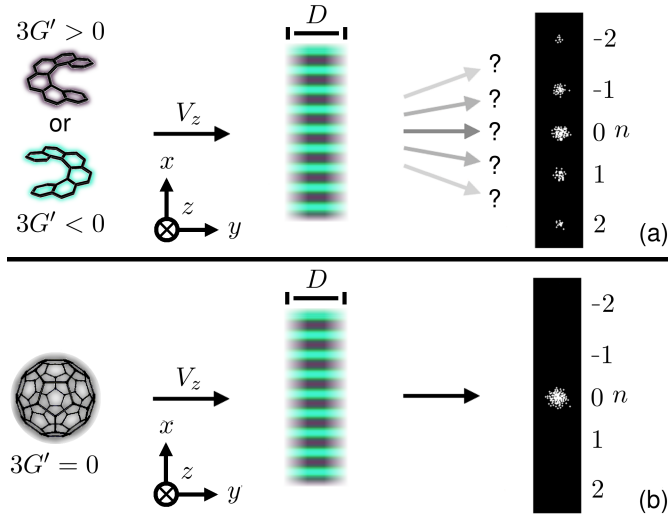 3G′ > 0
or
3G′ < 0
V_z
x
z
y
D
?
?
?
?
?
-2
-1
0 n
1
2
(a)
3G′ = 0
V_z
x
z
y
D
-2
-1
0 n
1
2
(b)